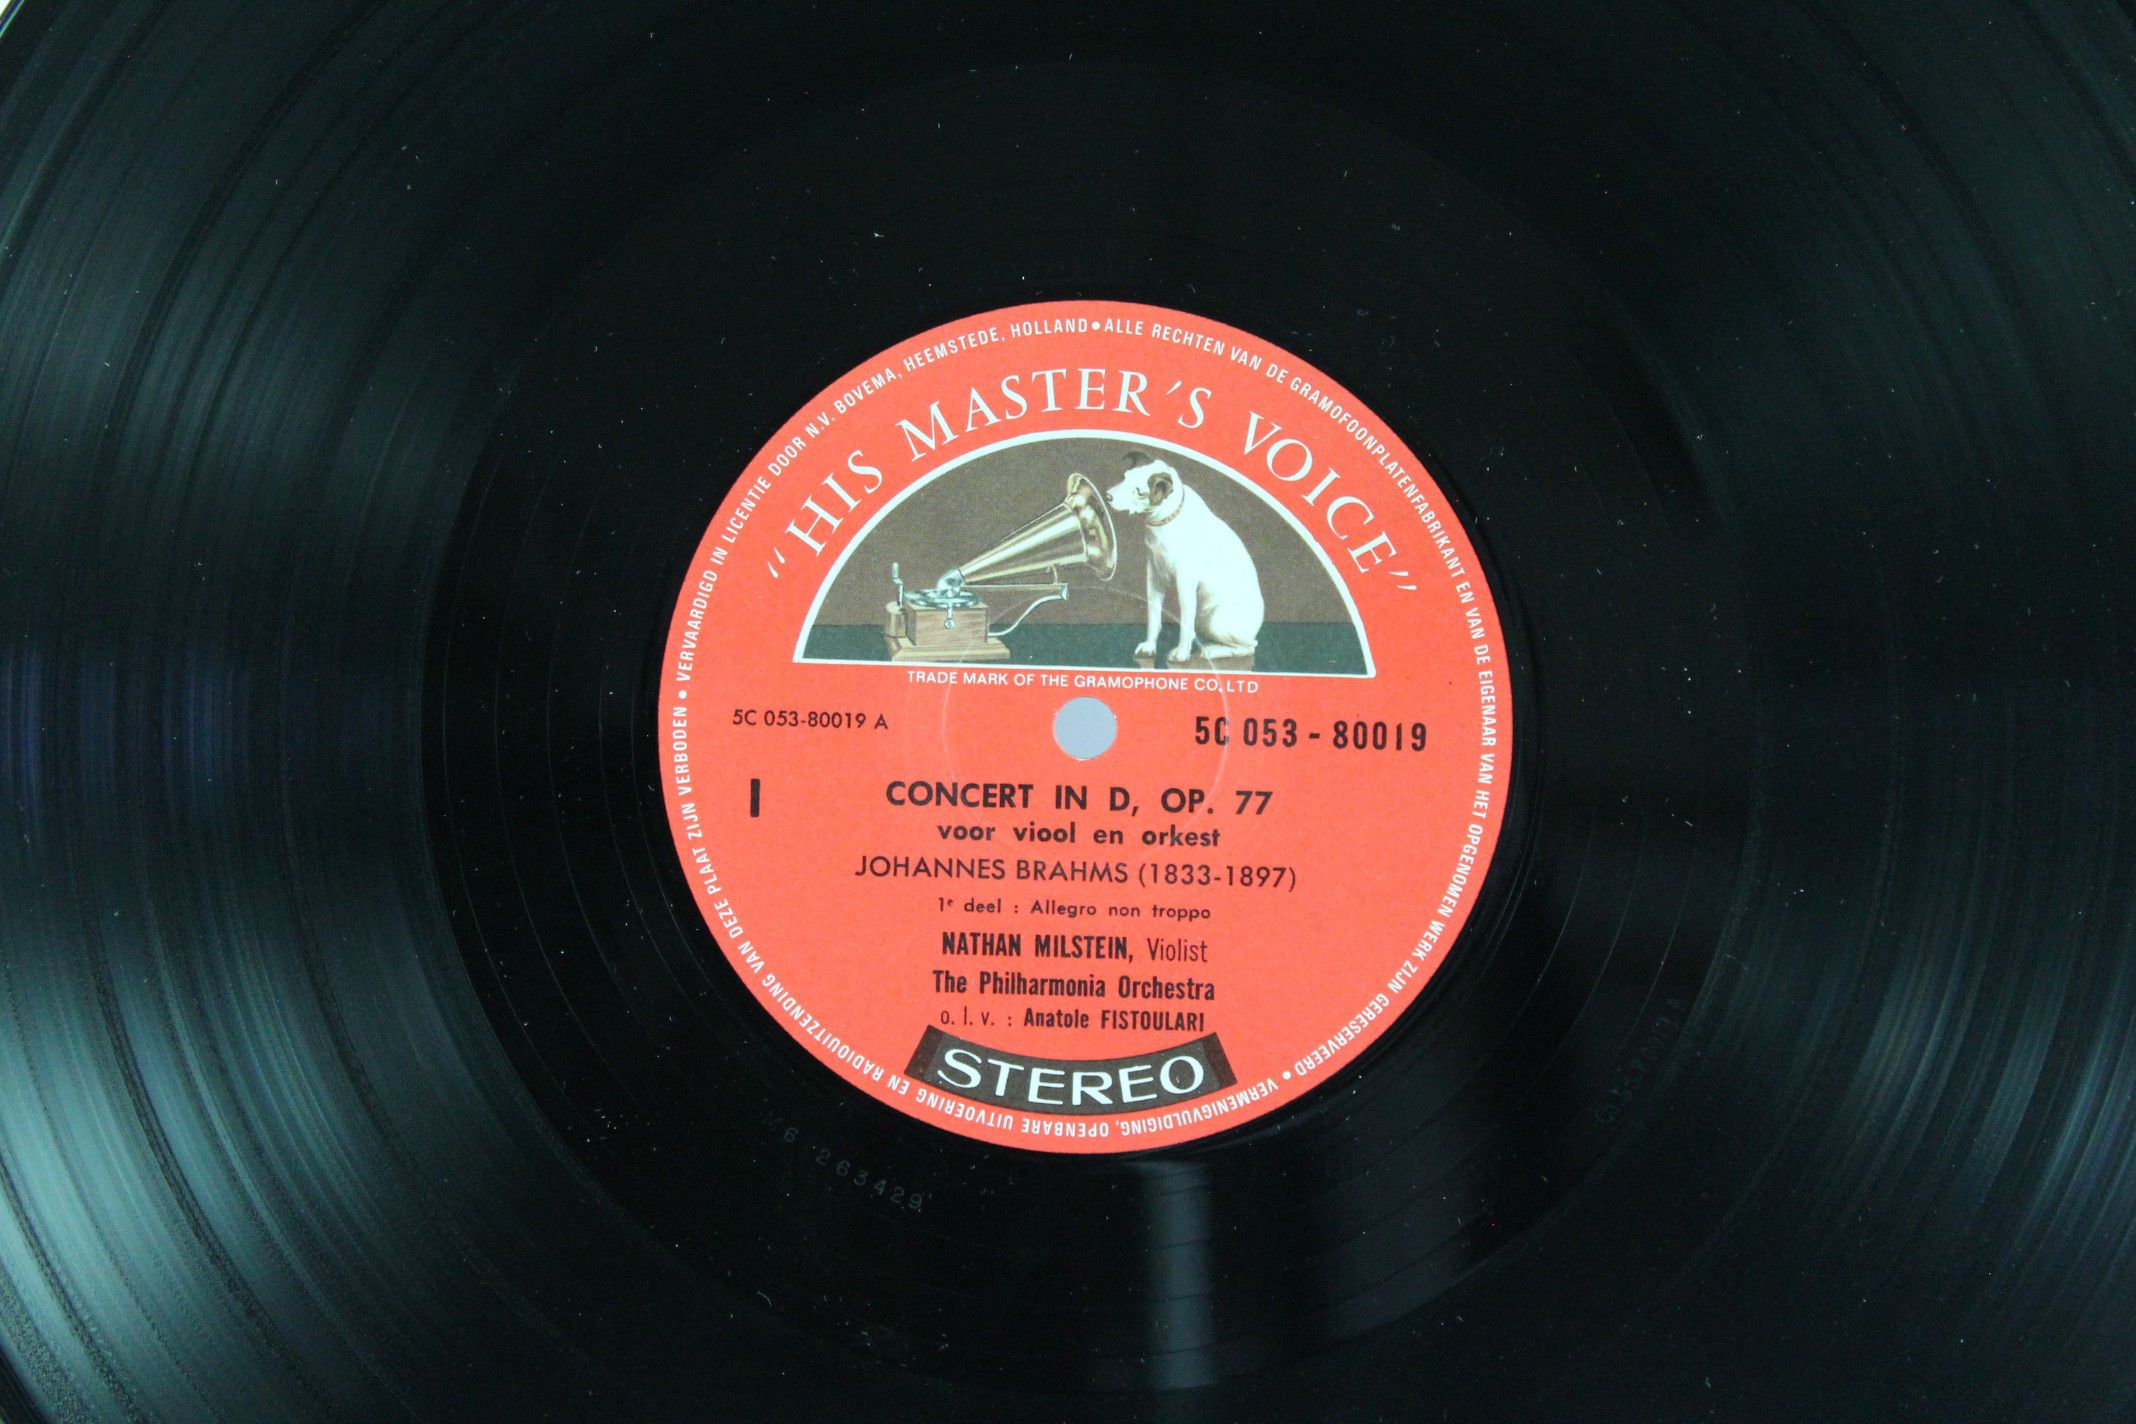 VERVAARDIGD IN LICENTIE DOOR N.V. BOVEMA, HEEMSTEDE, HOLLAND • ALLE RECHTEN VAN DE GRAMOFOONPLATENFABRIKANT EN VAN DE EIGENAAR VAN HET OPGENOMEN WERK ZIJN GERESERVEERD • VERMENIGVULDIGING, OPENBARE UITVOERING EN RADIOUITZENDING VAN DEZE PLAAT ZIJN VERBODEN •
"HIS MASTER'S VOICE"
TRADE MARK OF THE GRAMOPHONE CO. LTD
5C 053-80019 A
5C 053 - 80019
I
CONCERT IN D, OP. 77
voor viool en orkest
JOHANNES BRAHMS (1833-1897)
1e deel : Allegro non troppo
NATHAN MILSTEIN, Violist
The Philharmonia Orchestra
o. l. v. : Anatole FISTOULARI
STEREO
263429